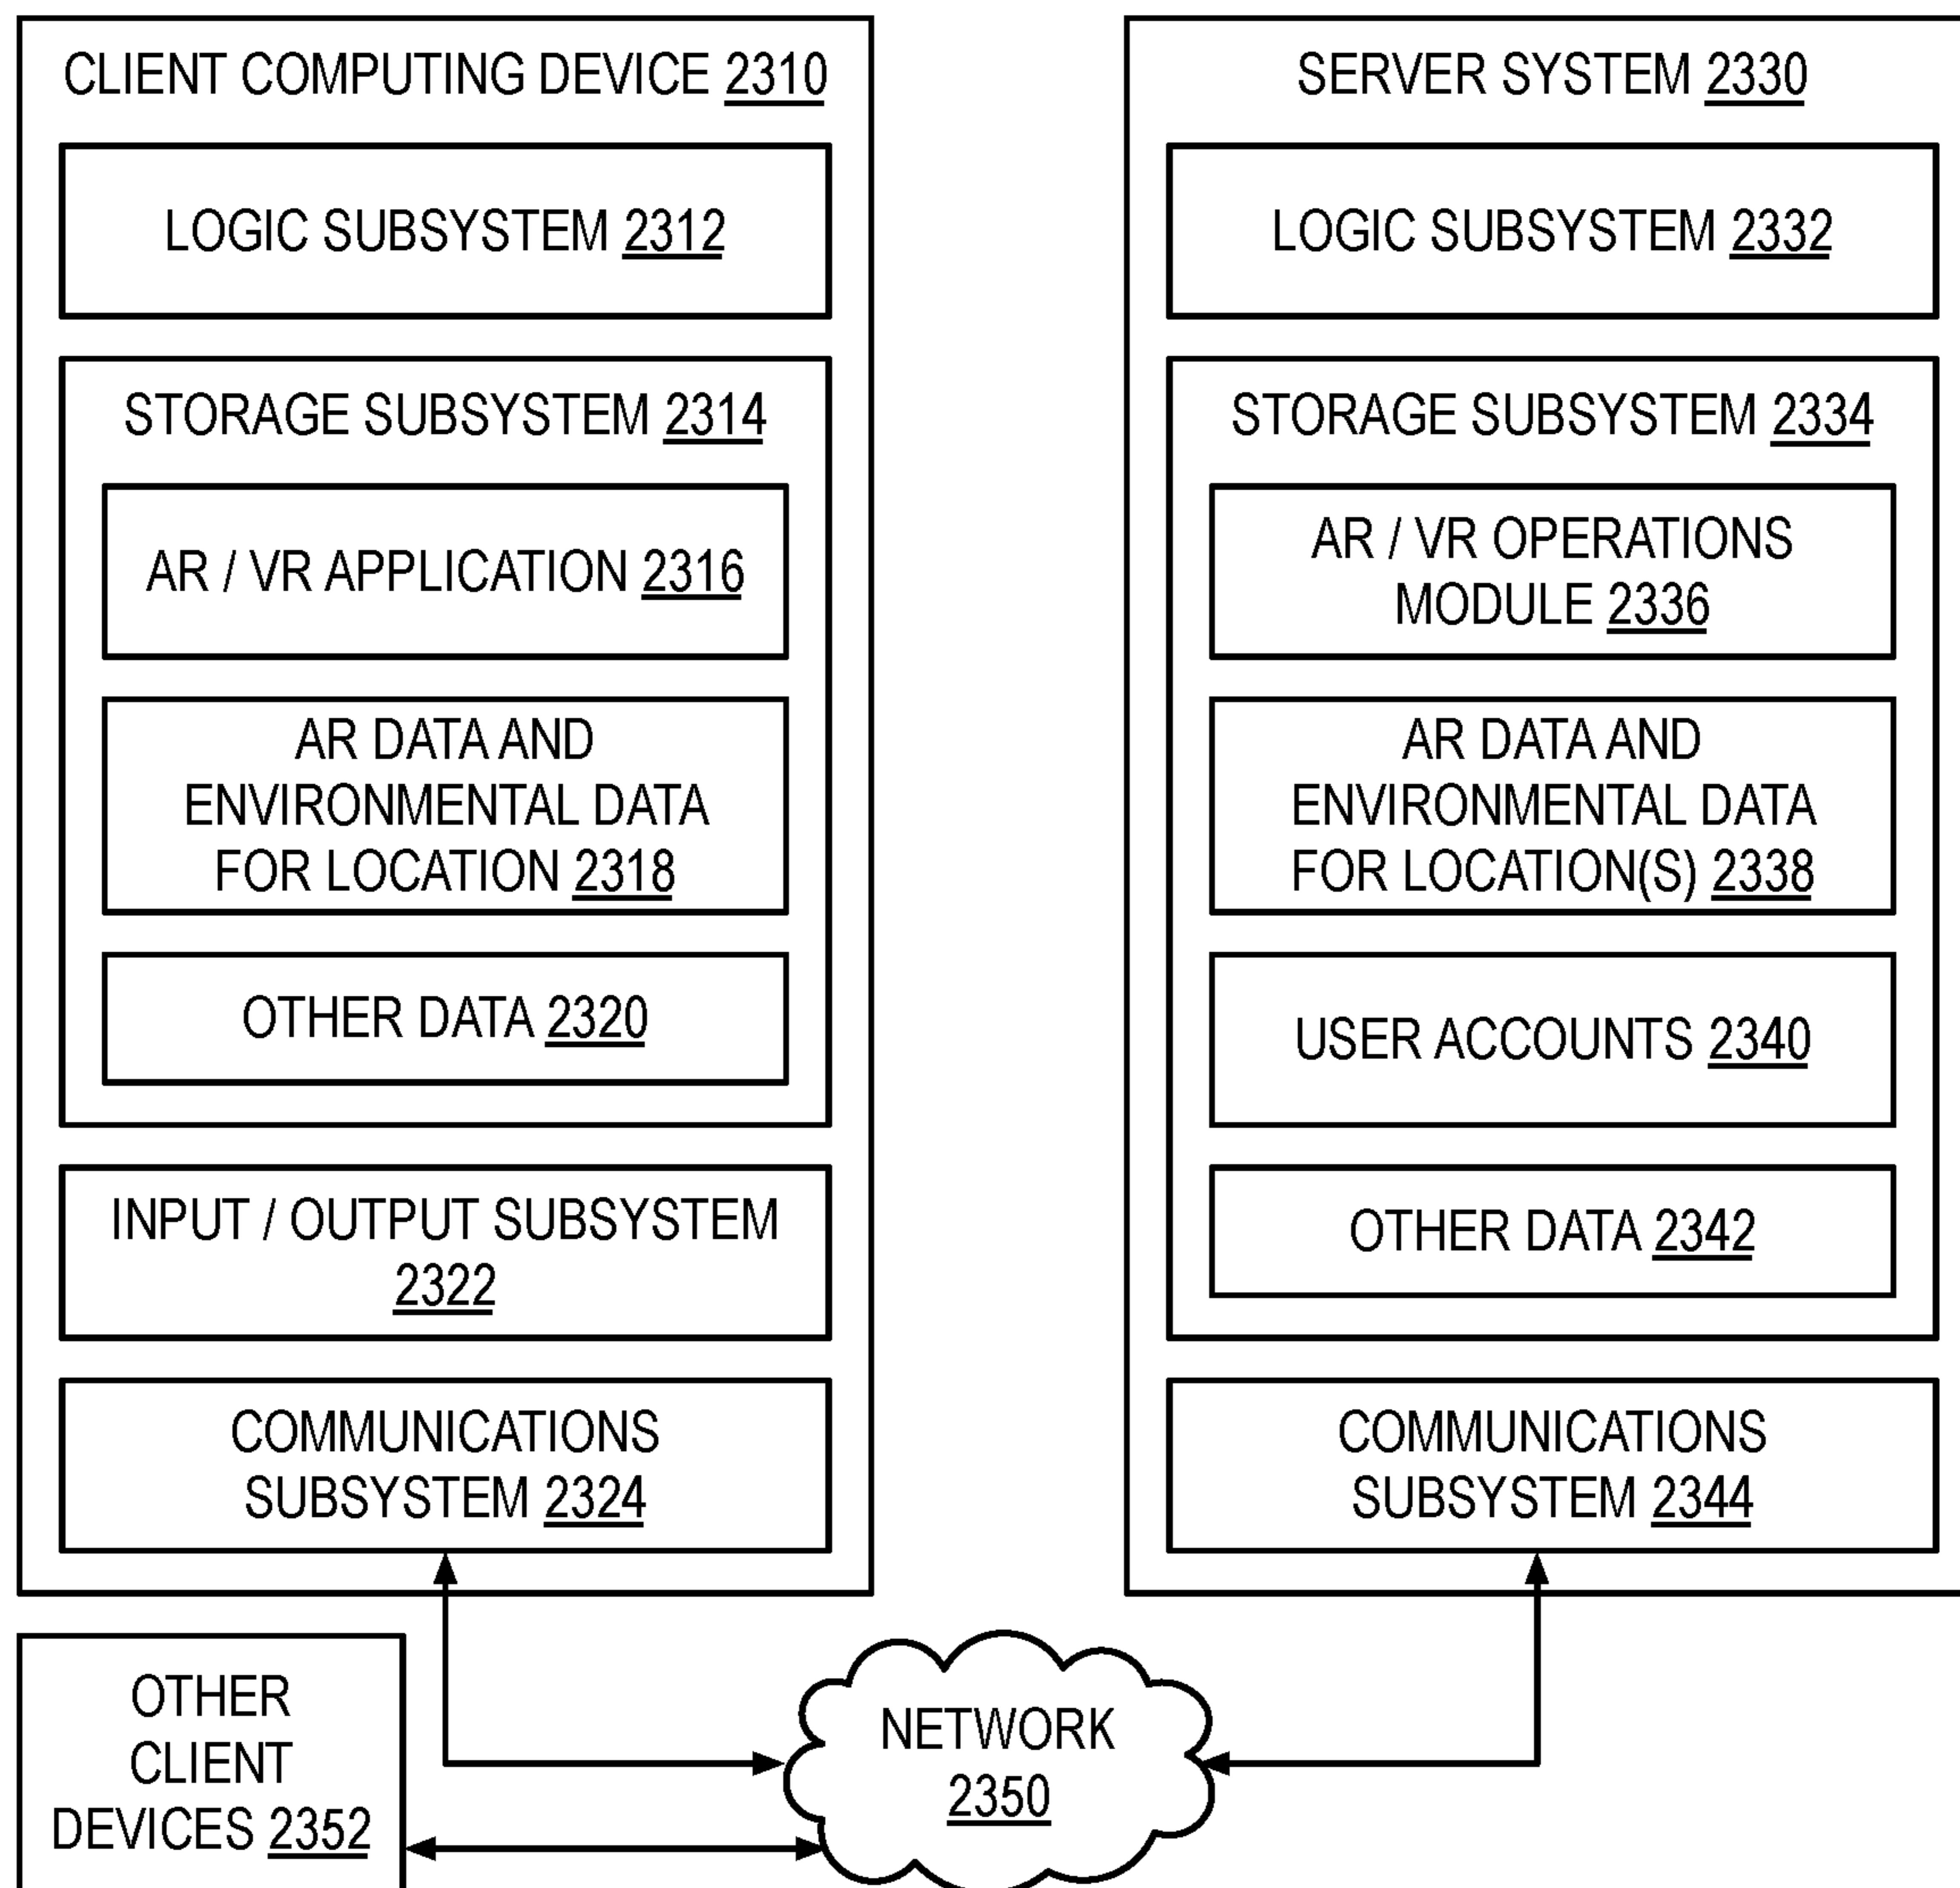 CLIENT COMPUTING DEVICE 2310
LOGIC SUBSYSTEM 2312
STORAGE SUBSYSTEM 2314
AR / VR APPLICATION 2316
AR DATA AND
ENVIRONMENTAL DATA
FOR LOCATION 2318
OTHER DATA 2320
INPUT / OUTPUT SUBSYSTEM
2322
COMMUNICATIONS
SUBSYSTEM 2324
SERVER SYSTEM 2330
LOGIC SUBSYSTEM 2332
STORAGE SUBSYSTEM 2334
AR / VR OPERATIONS
MODULE 2336
AR DATA AND
ENVIRONMENTAL DATA
FOR LOCATION(S) 2338
USER ACCOUNTS 2340
OTHER DATA 2342
COMMUNICATIONS
SUBSYSTEM 2344
OTHER
CLIENT
DEVICES 2352
NETWORK
2350